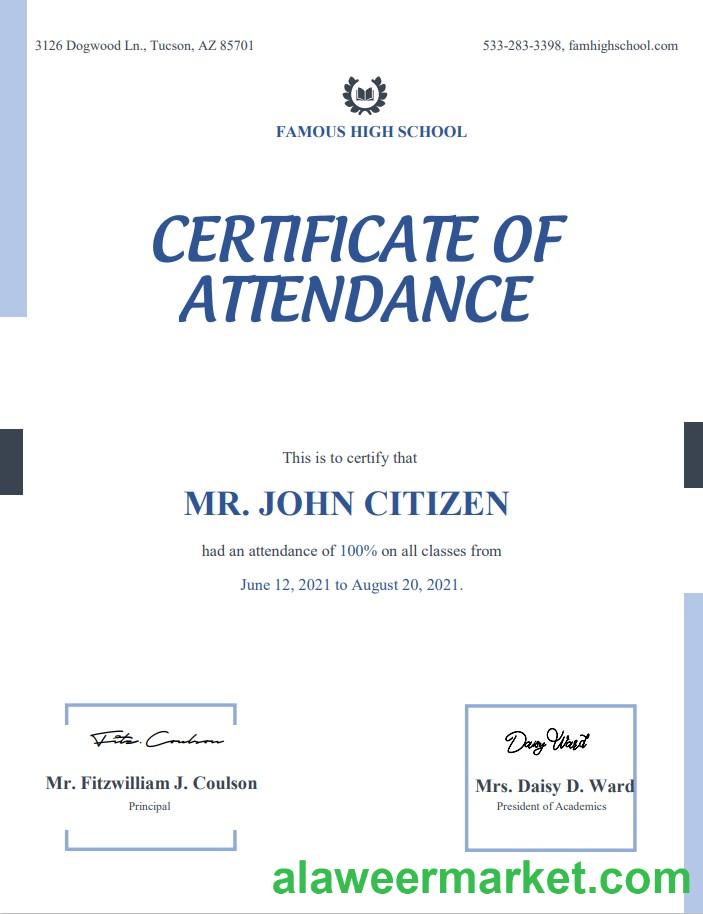 3126 Dogwood Ln., Tucson, AZ 85701
533-283-3398, famhighschool.com
FAMOUS HIGH SCHOOL
CERTIFICATE OF
ATTENDANCE
This is to certify that
MR. JOHN CITIZEN
had an attendance of 100% on all classes from
June 12, 2021 to August 20, 2021.
Fitz. Coulson
Mr. Fitzwilliam J. Coulson
Principal
Daisy Ward
Mrs. Daisy D. Ward
President of Academics
alaweermarket.com